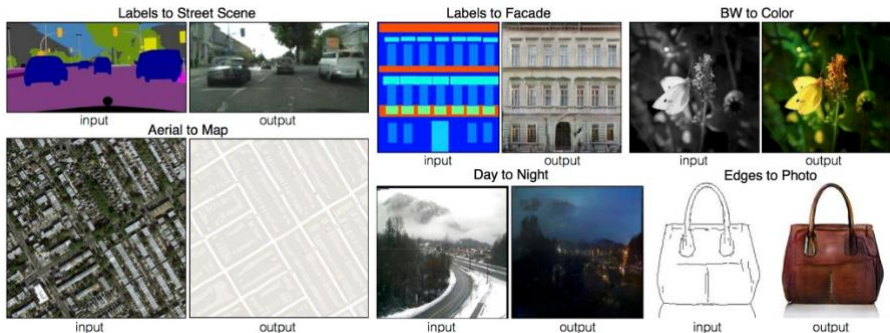 Labels to Street Scene
input
output
Aerial to Map
input
output
Labels to Facade
input
output
BW to Color
input
output
Day to Night
input
output
Edges to Photo
input
output